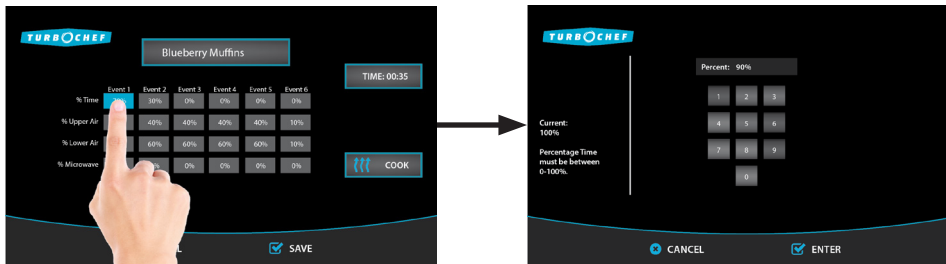 TURBOCHEF
Blueberry Muffins
TIME: 00:35
Event 1 Event 2 Event 3 Event 4 Event 5 Event 6
% Time 30% 0% 0% 0% 0%
% Upper Air 40% 40% 40% 40% 10%
% Lower Air 60% 60% 60% 60% 10%
% Microwave 0% 0% 0% 0%
COOK
SAVE
TURBOCHEF
Percent: 90%
1 2 3
4 5 6
7 8 9
0
Current:
100%
Percentage Time
must be between
0-100%.
CANCEL
ENTER